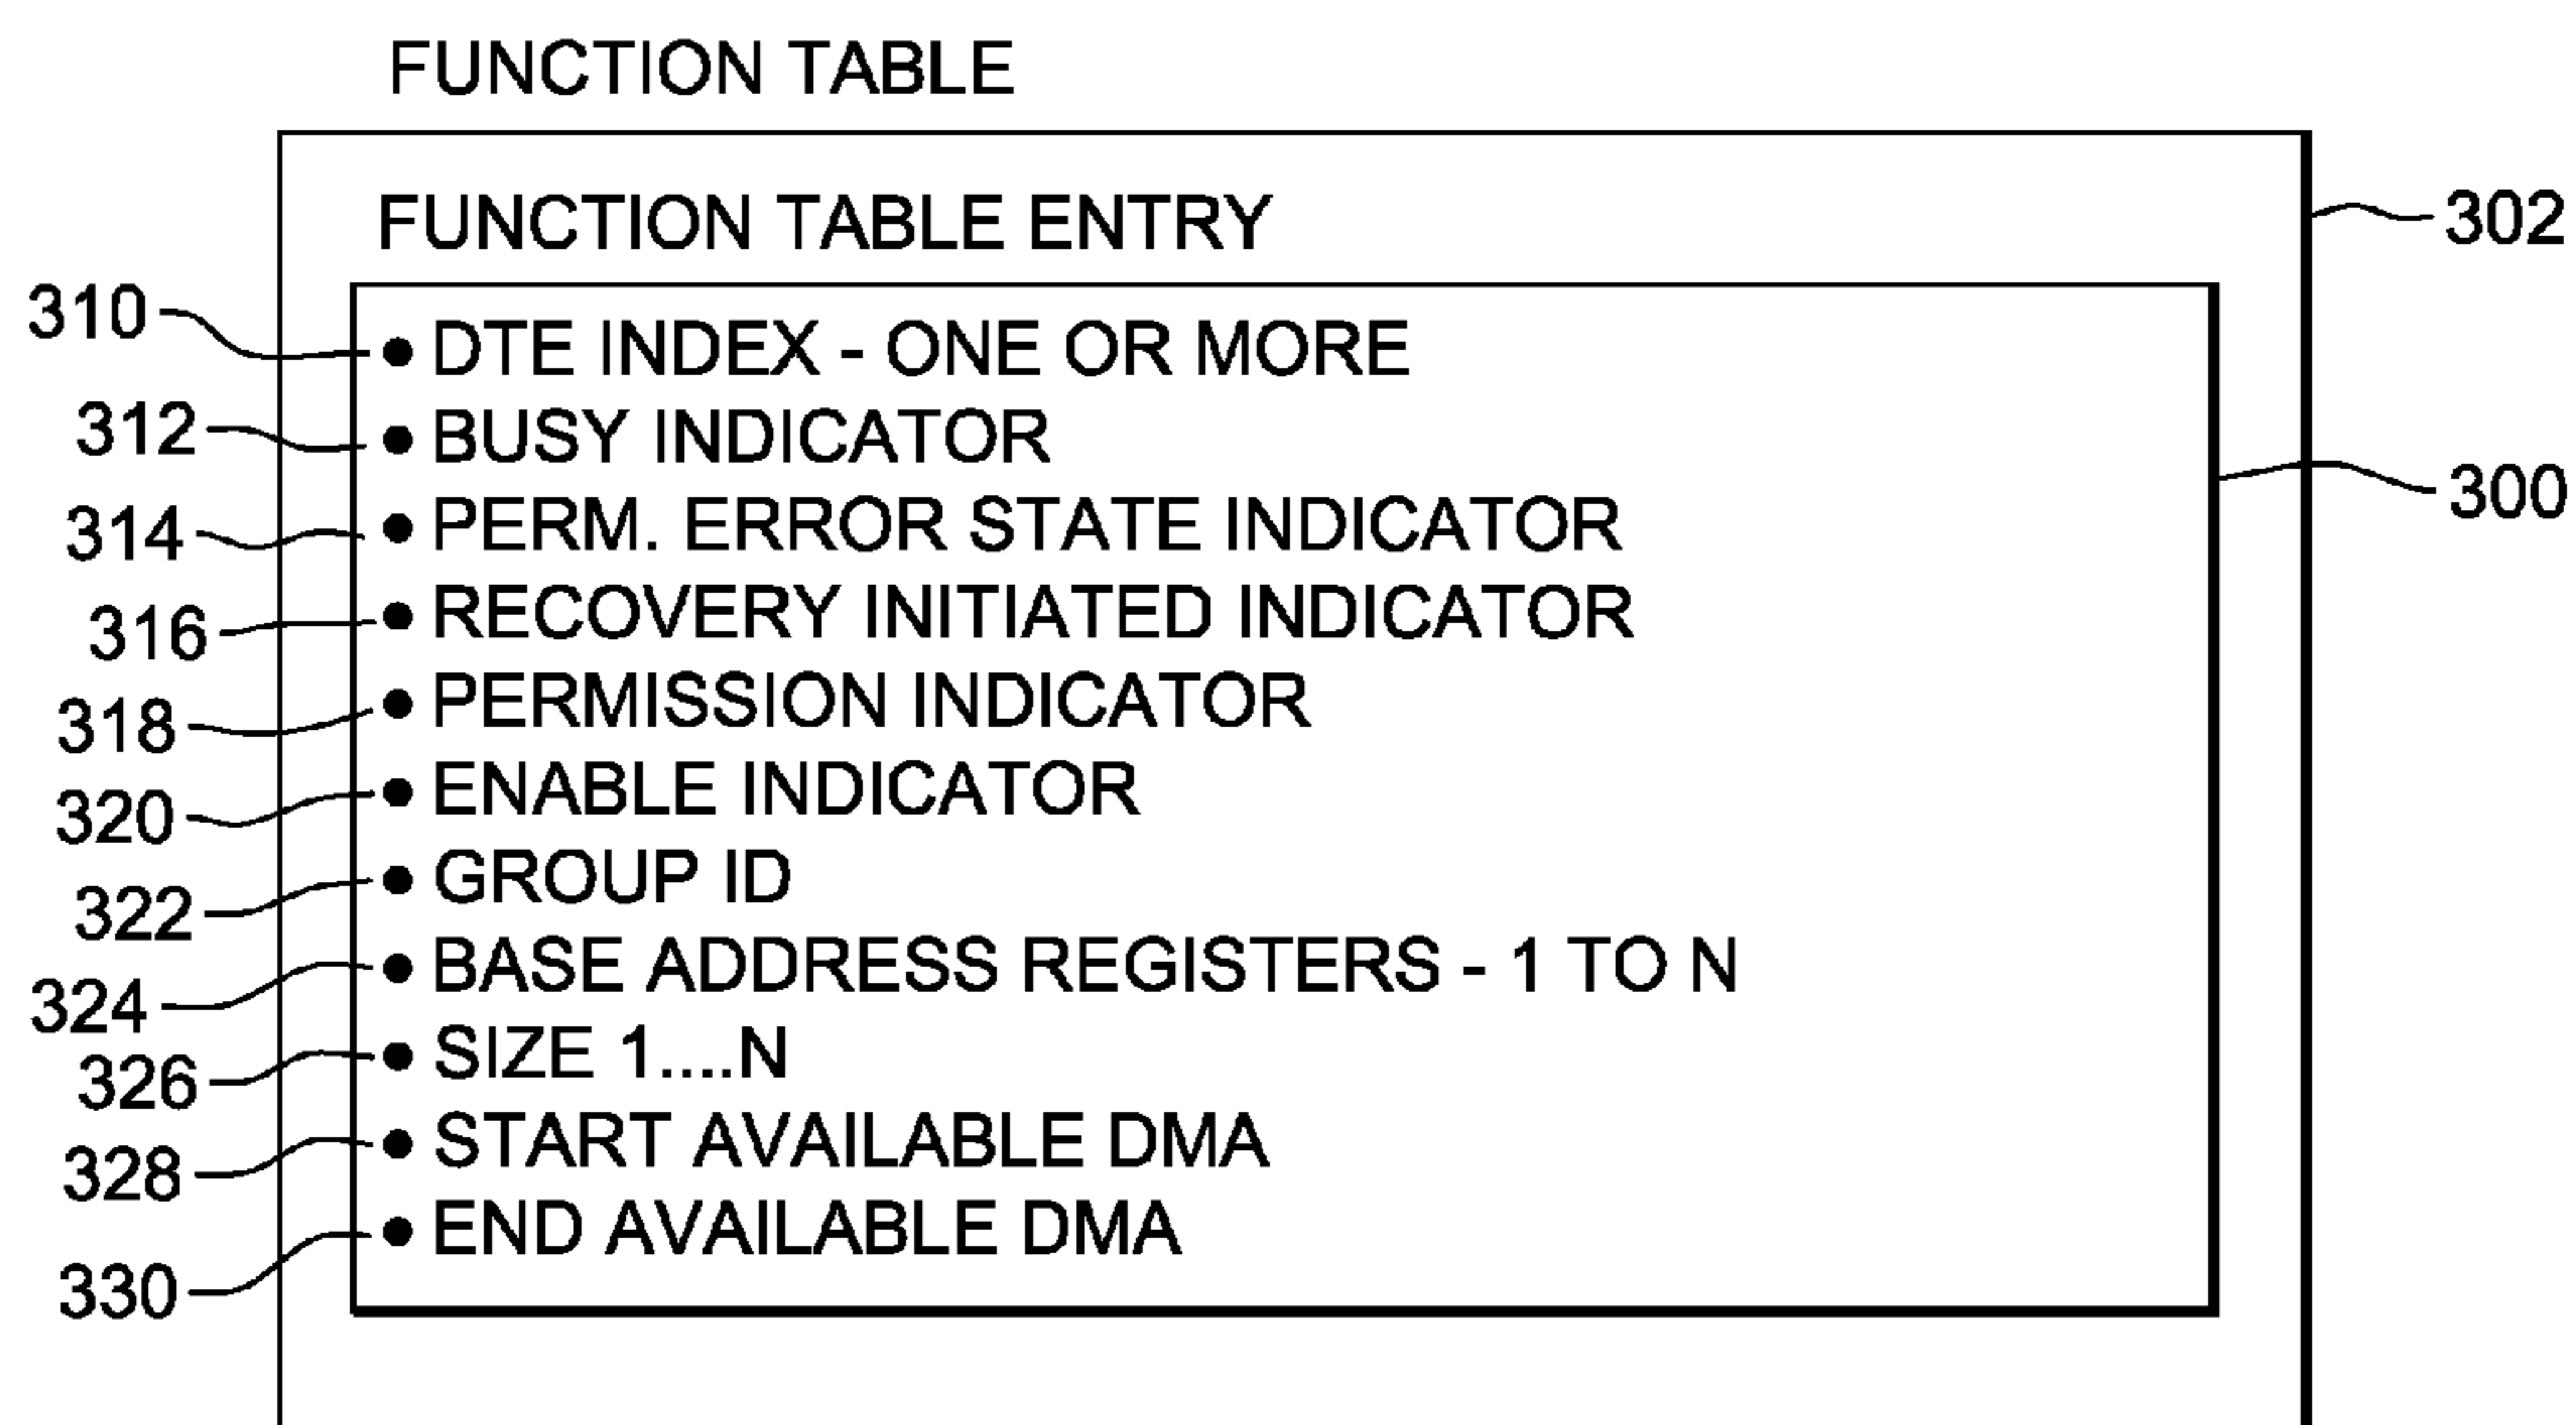 FUNCTION TABLE
FUNCTION TABLE ENTRY
302
310 • DTE INDEX - ONE OR MORE
312 • BUSY INDICATOR
300
314 • PERM. ERROR STATE INDICATOR
316 • RECOVERY INITIATED INDICATOR
318 • PERMISSION INDICATOR
320 • ENABLE INDICATOR
322 • GROUP ID
324 • BASE ADDRESS REGISTERS - 1 TO N
326 • SIZE 1....N
328 • START AVAILABLE DMA
330 • END AVAILABLE DMA